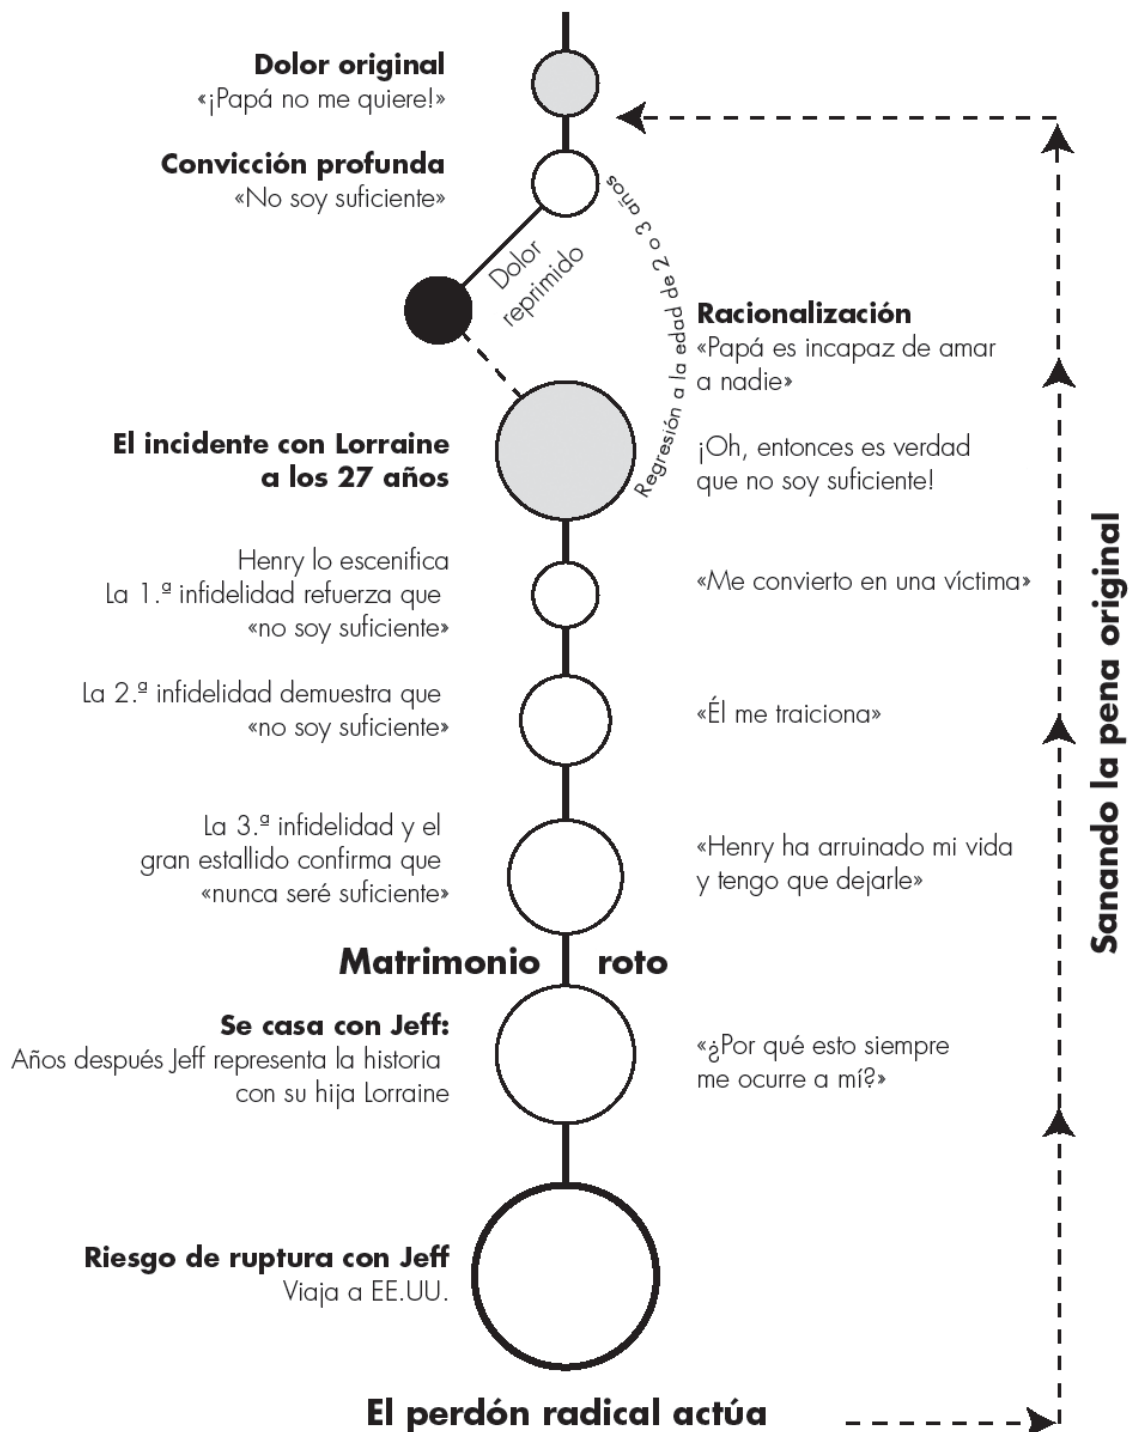 Dolor original
«¡Papá no me quiere!»
Convicción profunda
«No soy suficiente»
Dolor
reprimido
Regresión a la edad de 2 o 3 años
Racionalización
«Papá es incapaz de amar
a nadie»
El incidente con Lorraine
a los 27 años
¡Oh, entonces es verdad
que no soy suficiente!
Henry lo escenifica
La 1.ª infidelidad refuerza que
«no soy suficiente»
«Me convierto en una víctima»
La 2.ª infidelidad demuestra que
«no soy suficiente»
«Él me traiciona»
La 3.ª infidelidad y el
gran estallido confirma que
«nunca seré suficiente»
«Henry ha arruinado mi vida
y tengo que dejarle»
Matrimonio roto
Se casa con Jeff:
Años después Jeff representa la historia
con su hija Lorraine
«¿Por qué esto siempre
me ocurre a mí?»
Riesgo de ruptura con Jeff
Viaja a EE.UU.
El perdón radical actúa
Sanando la pena original